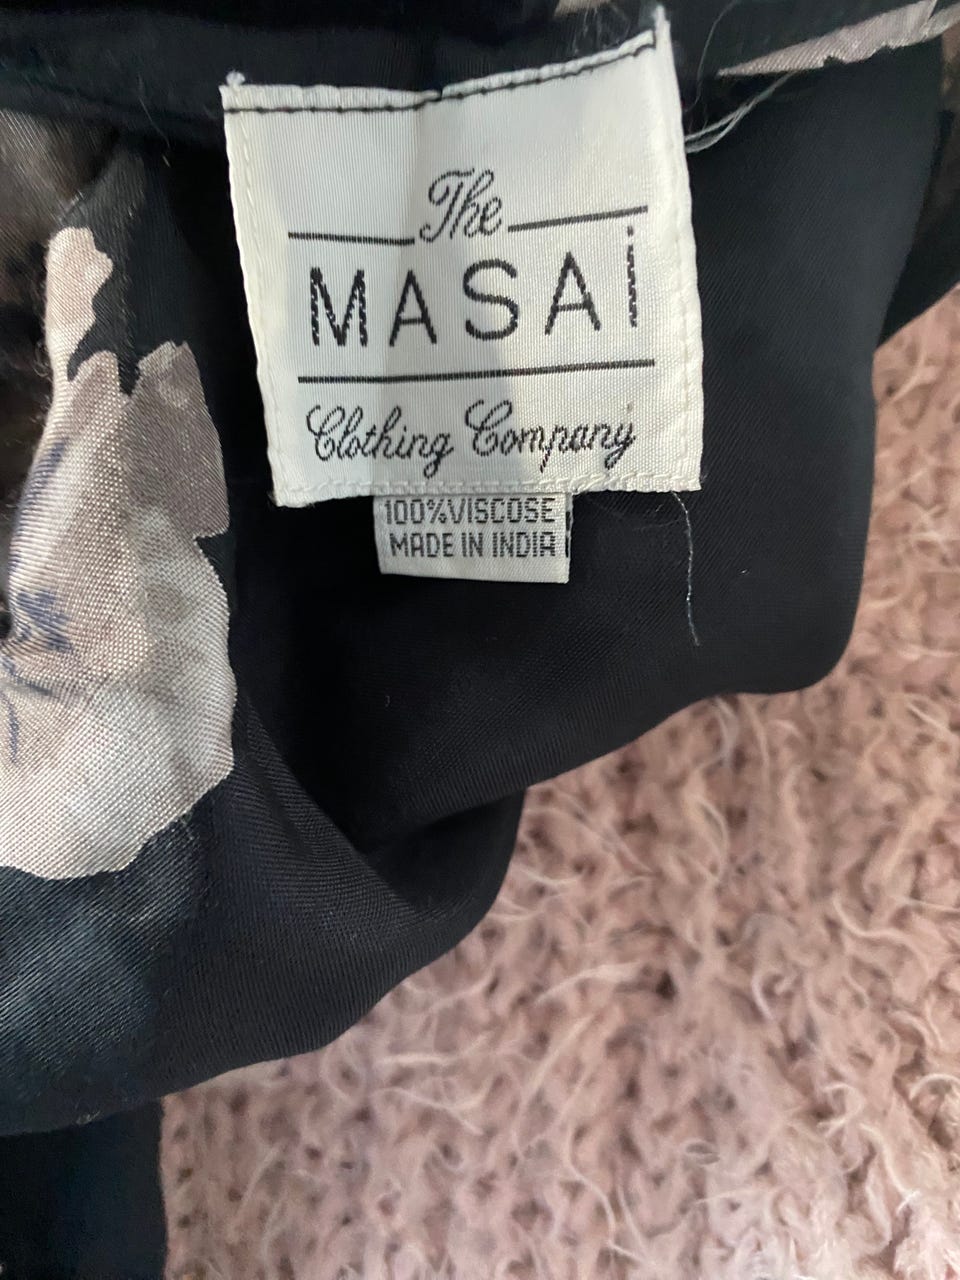 The
MASAi
Clothing Company
100%VISCOSE
MADE IN INDIA